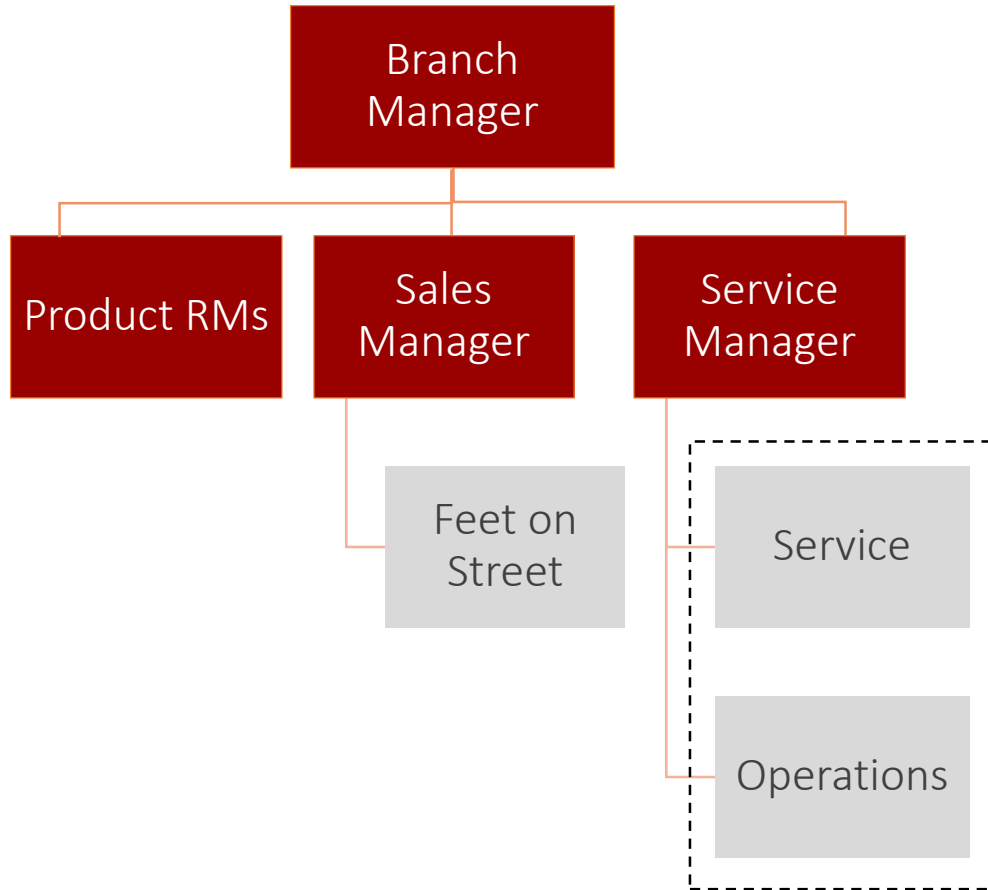 Branch
Manager
Product RMs
Sales
Manager
Service
Manager
Feet on
Street
Service
Operations